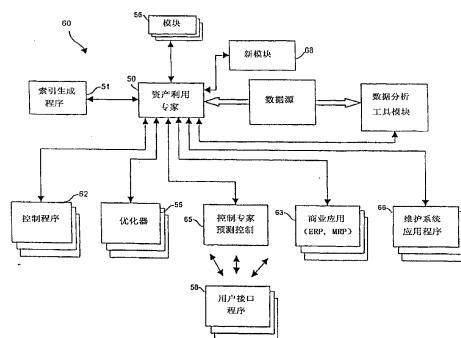 60
56
模块
新模块
68
索引生成
程序
51
50
资产利用
专家
数据源
数据分析
工具模块
62
控制程序
55
优化器
65
控制专家
预测控制
63
商业应用
(ERP, MRP)
66
维护系统
应用程序
58
用户接口
程序